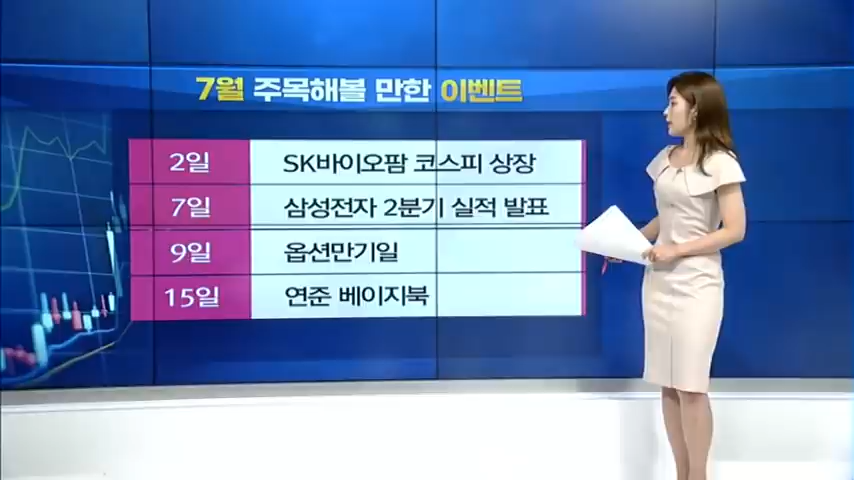 7월 주목해볼 만한 이벤트
2일 SK바이오팜 코스피 상장
7일 삼성전자 2분기 실적 발표
9일 옵션만기일
15일 연준 베이지북